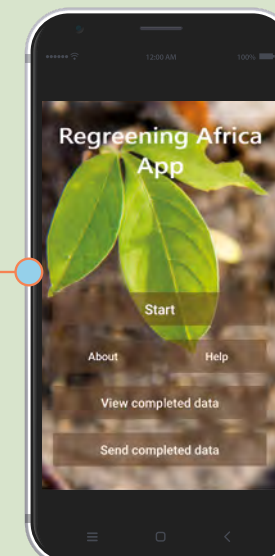 12:00 AM
100%
Regreening Africa
App
Start
About
Help
View completed data
Send completed data